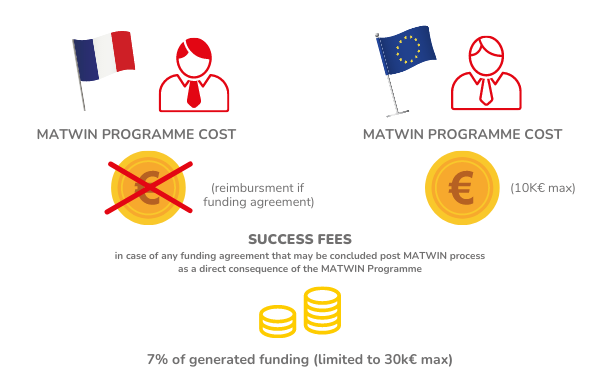 MATWIN PROGRAMME COST
MATWIN PROGRAMME COST
€
(reimbursment if
funding agreement)
€
(10K€ max)
SUCCESS FEES
in case of any funding agreement that may be concluded post MATWIN process
as a direct consequence of the MATWIN Programme
7% of generated funding (limited to 30k€ max)